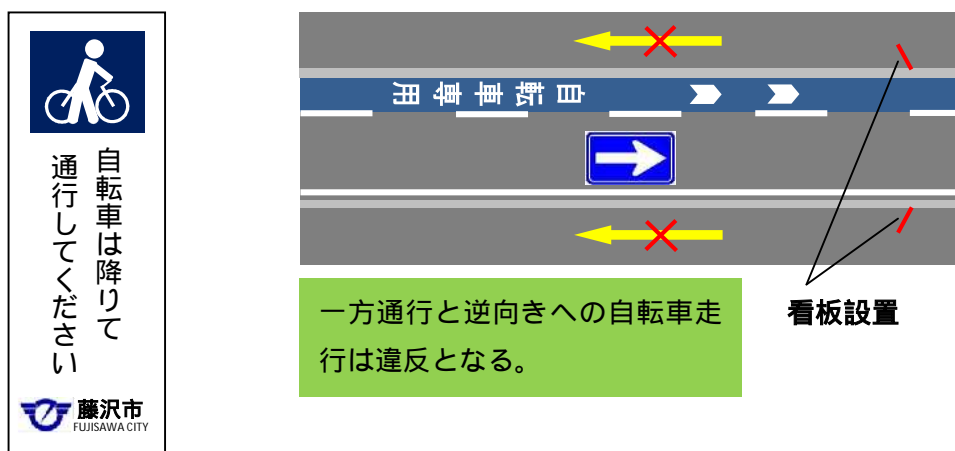 自転車は降りて
通行してください
藤沢市
FUJISAWA CITY
自転車専用
一方通行と逆向きへの自転車走
行は違反となる。
看板設置